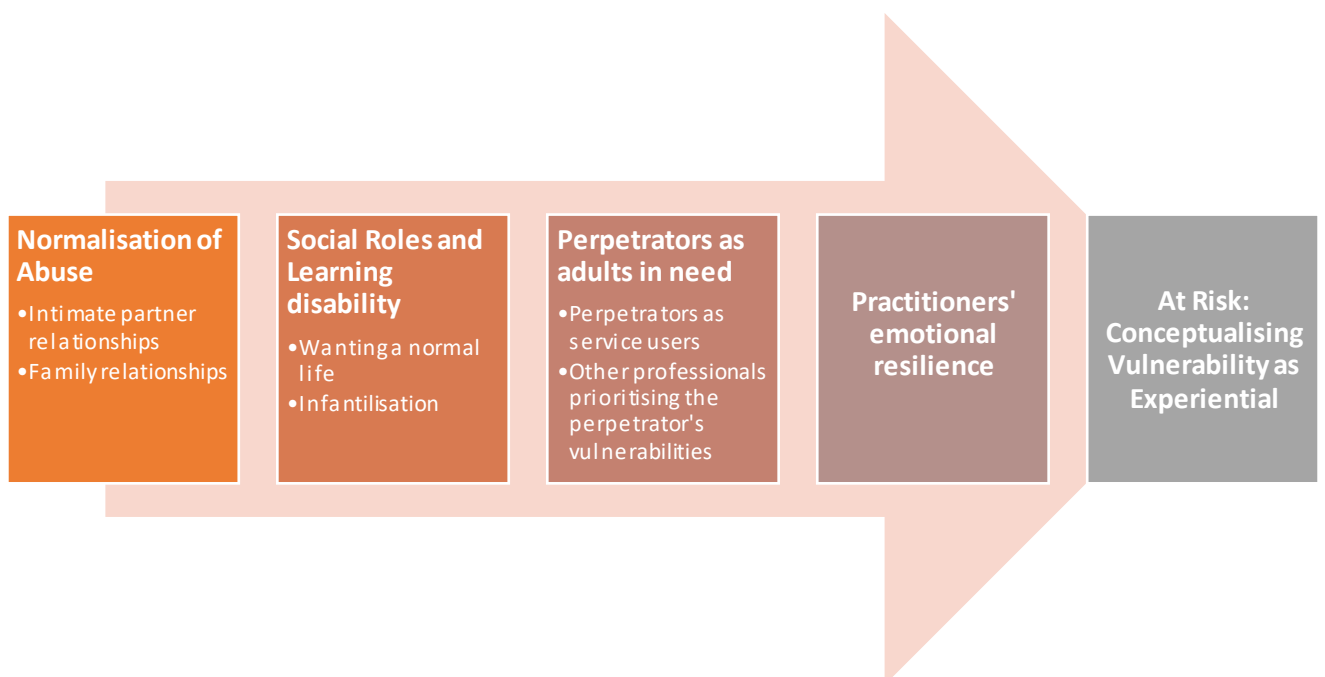 Normalisation of
Abuse
•Intimate partner
relationships
•Family relationships
Social Roles and
Learning
disability
•Wanting a normal
life
•Infantilisation
Perpetrators as
adults in need
•Perpetrators as
service users
•Other professionals
prioritising the
perpetrator's
vulnerabilities
Practitioners'
emotional
resilience
At Risk:
Conceptualising
Vulnerability as
Experiential